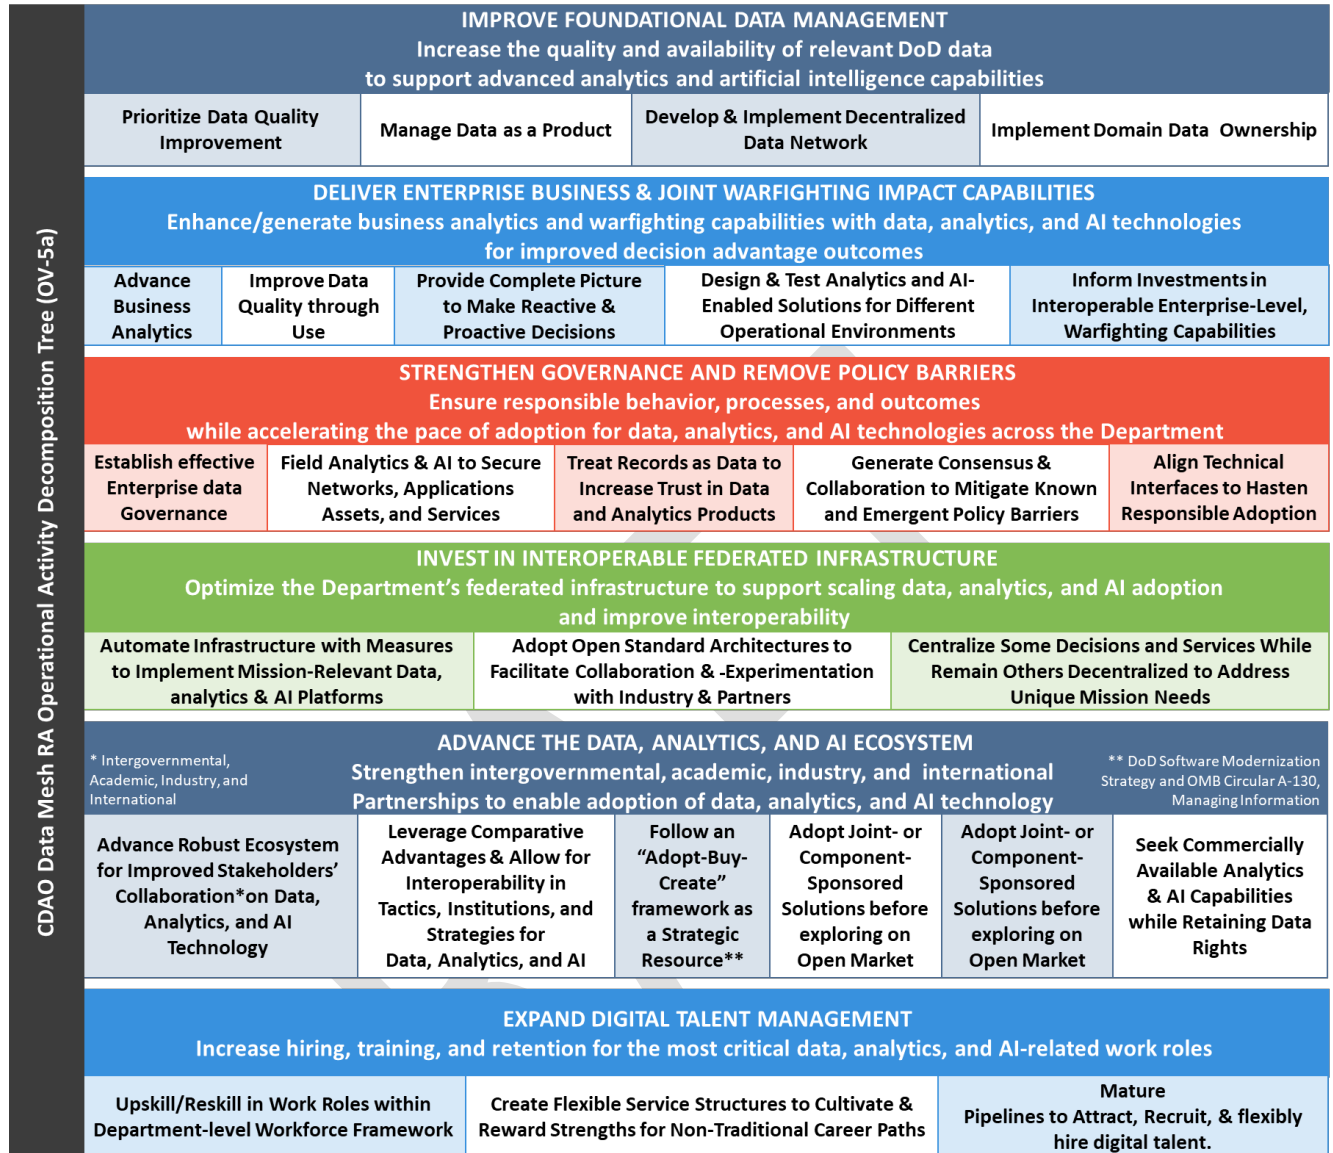 CDAO Data Mesh RA Operational Activity Decomposition Tree (OV-5a)
IMPROVE FOUNDATIONAL DATA MANAGEMENT
Increase the quality and availability of relevant DoD data
to support advanced analytics and artificial intelligence capabilities
Prioritize Data Quality
Improvement
Manage Data as a Product
Develop & Implement Decentralized
Data Network
Implement Domain Data Ownership
DELIVER ENTERPRISE BUSINESS & JOINT WARFIGHTING IMPACT CAPABILITIES
Enhance/generate business analytics and warfighting capabilities with data, analytics, and AI technologies
for improved decision advantage outcomes
Advance
Business
Analytics
Improve Data
Quality through
Use
Provide Complete Picture
to Make Reactive &
Proactive Decisions
Design & Test Analytics and AI-
Enabled Solutions for Different
Operational Environments
Inform Investments in
Interoperable Enterprise-Level,
Warfighting Capabilities
STRENGTHEN GOVERNANCE AND REMOVE POLICY BARRIERS
Ensure responsible behavior, processes, and outcomes
while accelerating the pace of adoption for data, analytics, and AI technologies across the Department
Establish effective
Enterprise data
Governance
Field Analytics & AI to Secure
Networks, Applications
Assets, and Services
Treat Records as Data to
Increase Trust in Data
and Analytics Products
Generate Consensus &
Collaboration to Mitigate Known
and Emergent Policy Barriers
Align Technical
Interfaces to Hasten
Responsible Adoption
INVEST IN INTEROPERABLE FEDERATED INFRASTRUCTURE
Optimize the Department's federated infrastructure to support scaling data, analytics, and AI adoption
and improve interoperability
Automate Infrastructure with Measures
to Implement Mission-Relevant Data,
analytics & AI Platforms
Adopt Open Standard Architectures to
Facilitate Collaboration & -Experimentation
with Industry & Partners
Centralize Some Decisions and Services While
Remain Others Decentralized to Address
Unique Mission Needs
ADVANCE THE DATA, ANALYTICS, AND AI ECOSYSTEM
Strengthen intergovernmental, academic, industry, and international
Partnerships to enable adoption of data, analytics, and AI technology
* Intergovernmental,
Academic, Industry, and
International
** DoD Software Modernization
Strategy and OMB Circular A-130,
Managing Information
Advance Robust Ecosystem
for Improved Stakeholders'
Collaboration*on Data,
Analytics, and AI
Technology
Leverage Comparative
Advantages & Allow for
Interoperability in
Tactics, Institutions, and
Strategies for
Data, Analytics, and AI
Follow an
“Adopt-Buy-
Create”
framework as
a Strategic
Resource**
Adopt Joint- or
Component-
Sponsored
Solutions before
exploring on
Open Market
Adopt Joint- or
Component-
Sponsored
Solutions before
exploring on
Open Market
Seek Commercially
Available Analytics
& AI Capabilities
while Retaining Data
Rights
EXPAND DIGITAL TALENT MANAGEMENT
Increase hiring, training, and retention for the most critical data, analytics, and AI-related work roles
Upskill/Reskill in Work Roles within
Department-level Workforce Framework
Create Flexible Service Structures to Cultivate &
Reward Strengths for Non-Traditional Career Paths
Mature
Pipelines to Attract, Recruit, & flexibly
hire digital talent.